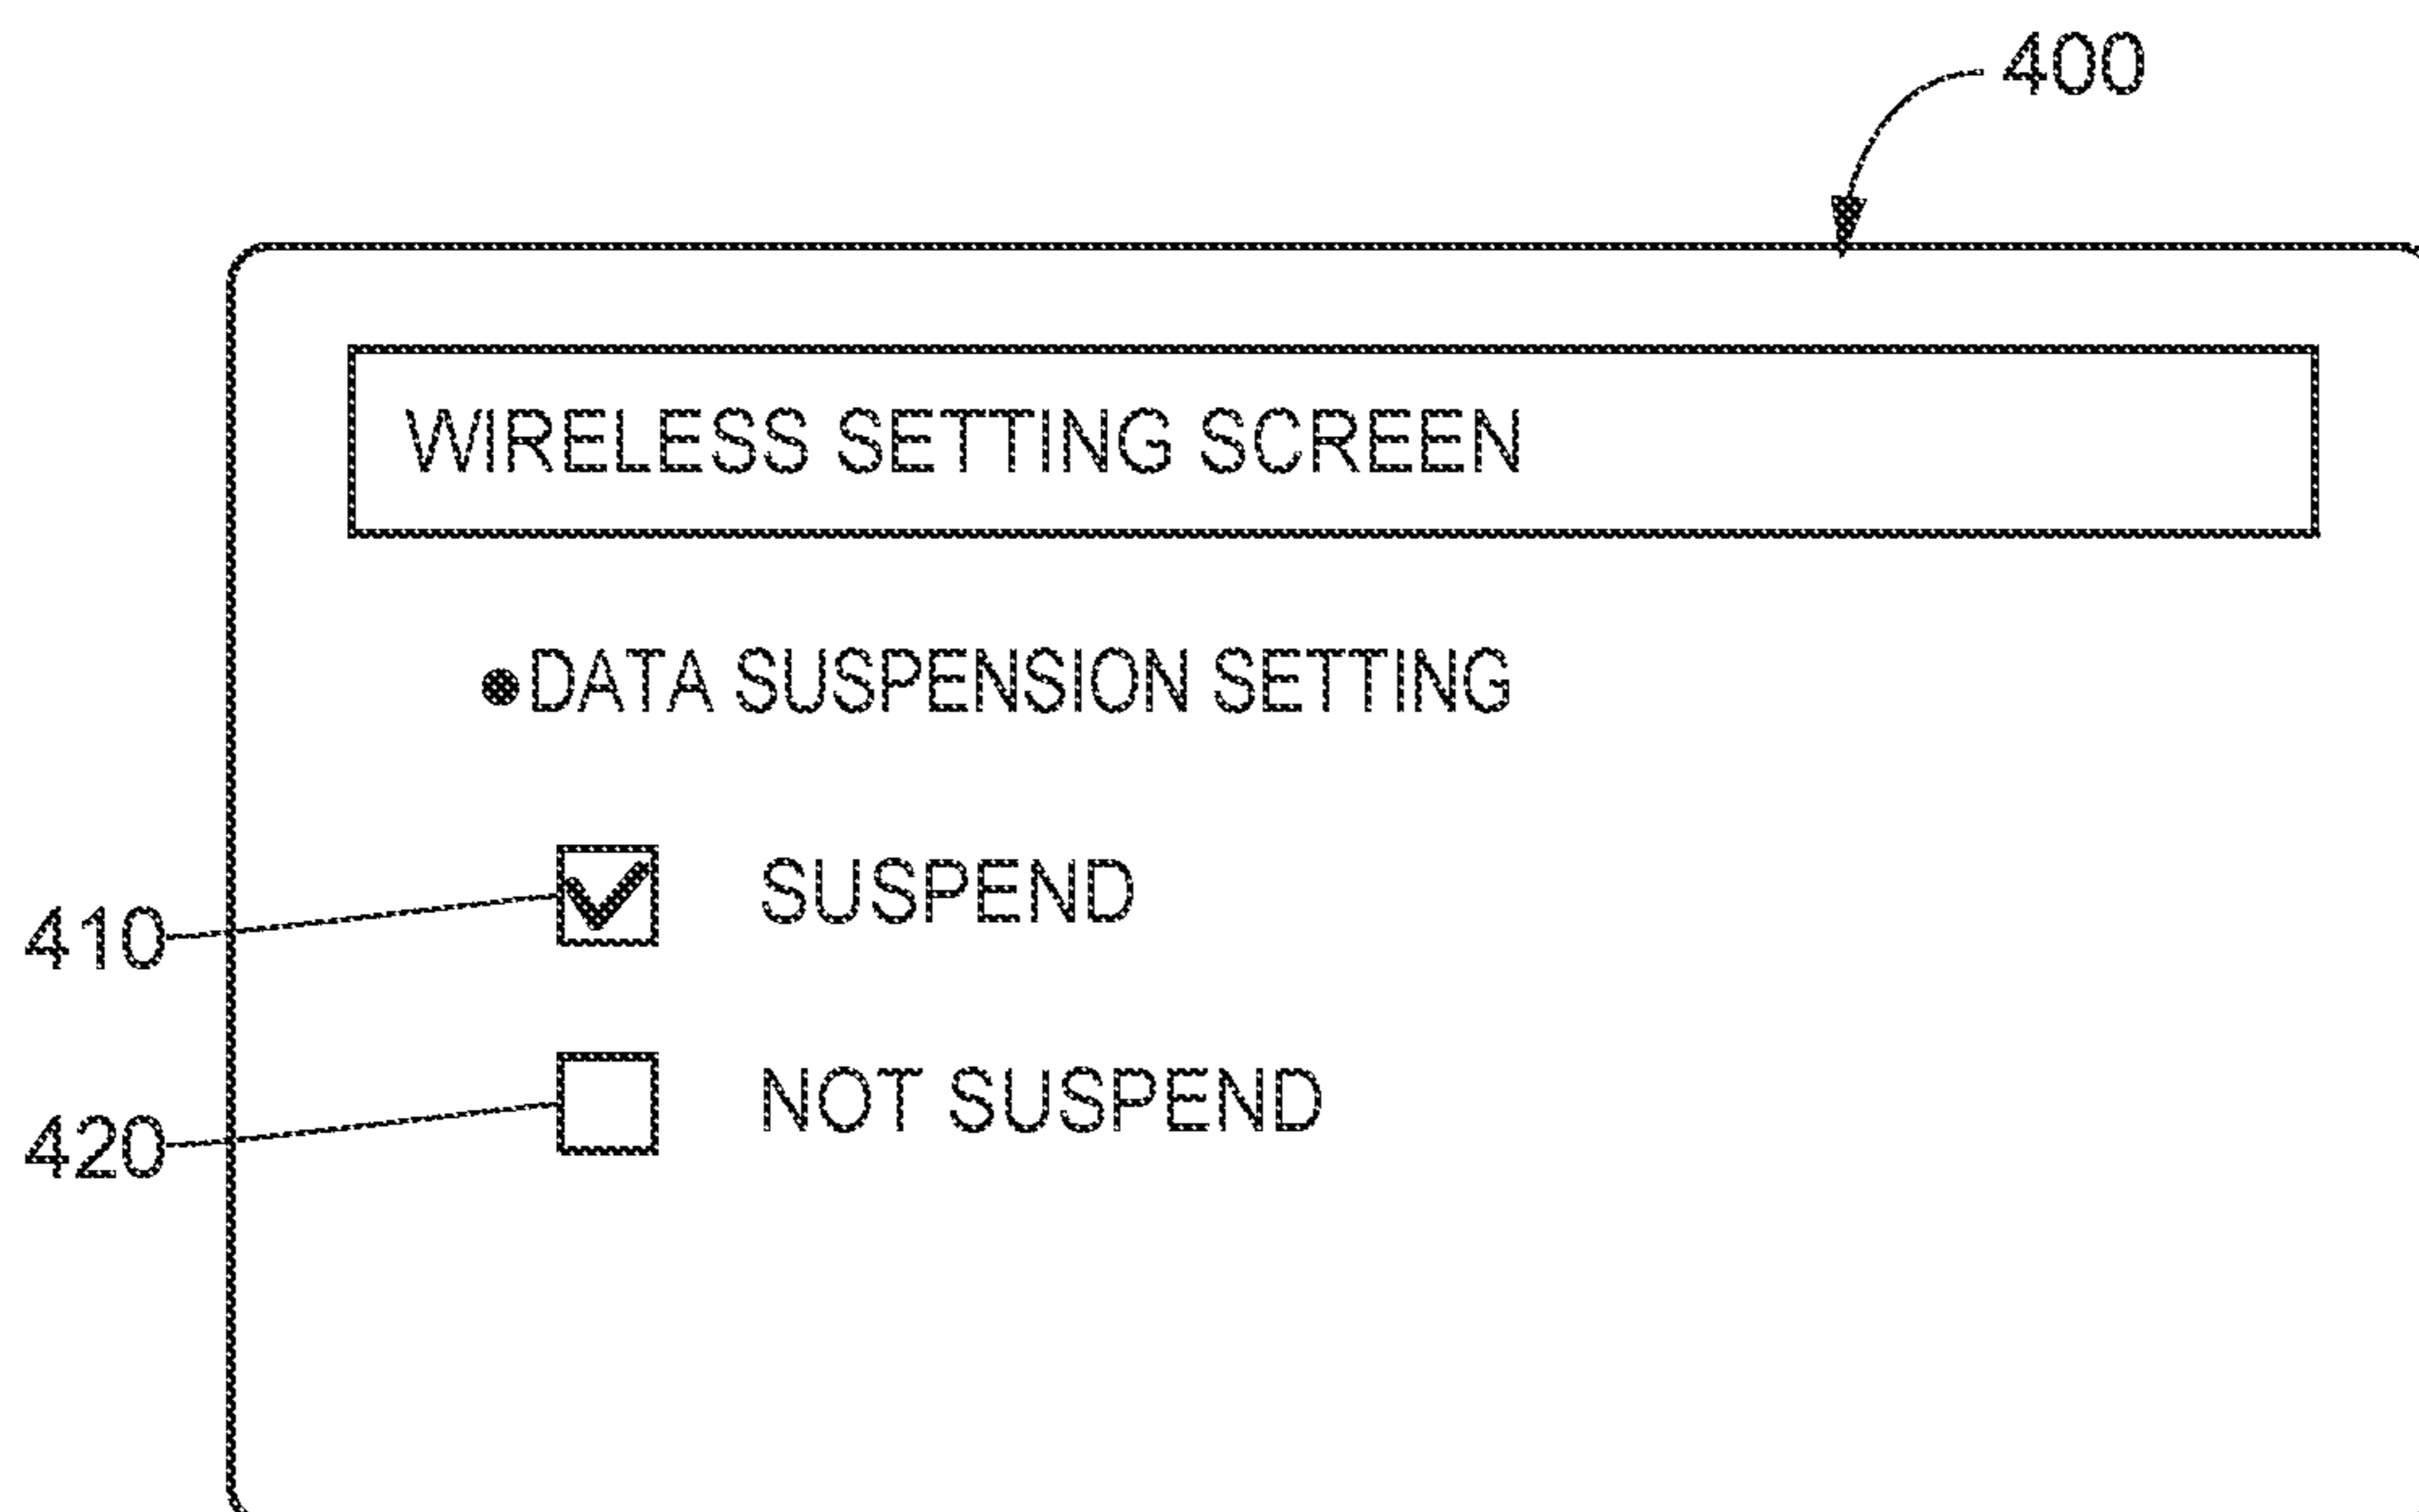 400
WIRELESS SETTING SCREEN
●DATA SUSPENSION SETTING
410 SUSPEND
420 NOT SUSPEND